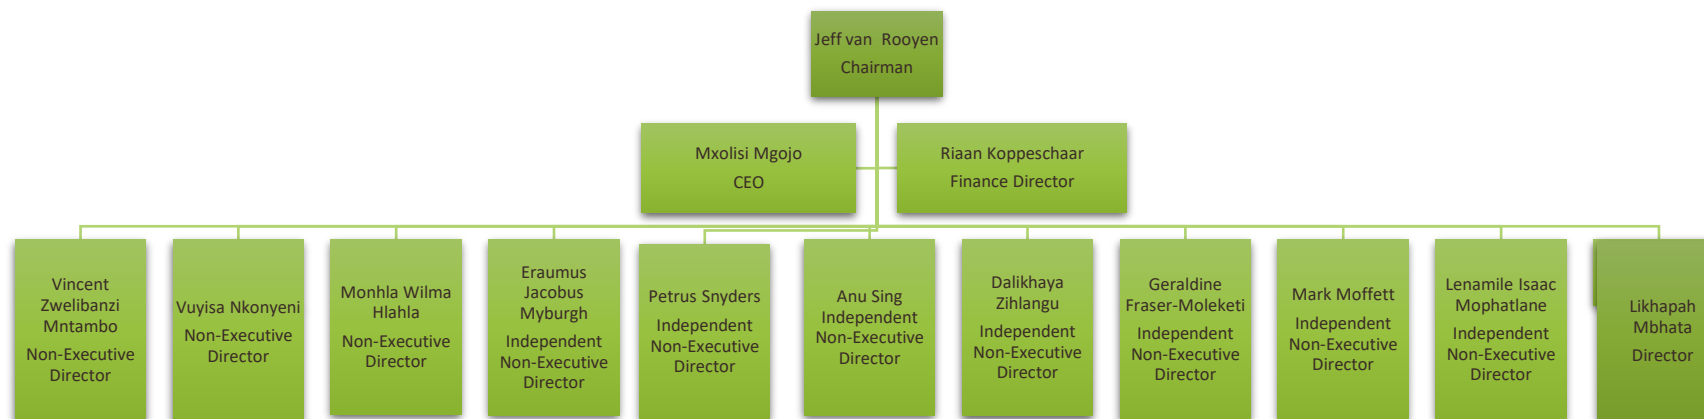 Jeff van Rooyen
Chairman
Mxolisi Mgojo
CEO
Riaan Koppeschaar
Finance Director
Vincent
Zwelibanzi
Mntambo
Non-Executive
Director
Vuyisa Nkonyeni
Non-Executive
Director
Monhla Wilma
Hlahla
Non-Executive
Director
Eraumus
Jacobus
Myburgh
Independent
Non-Executive
Director
Petrus Snyders
Independent
Non-Executive
Director
Anu Sing
Independent
Non-Executive
Director
Dalikhaya
Zihlangu
Independent
Non-Executive
Director
Geraldine
Fraser-Moleketi
Independent
Non-Executive
Director
Mark Moffett
Independent
Non-Executive
Director
Lenamile Isaac
Mophatlane
Independent
Non-Executive
Director
Likhapah
Mbhata
Director